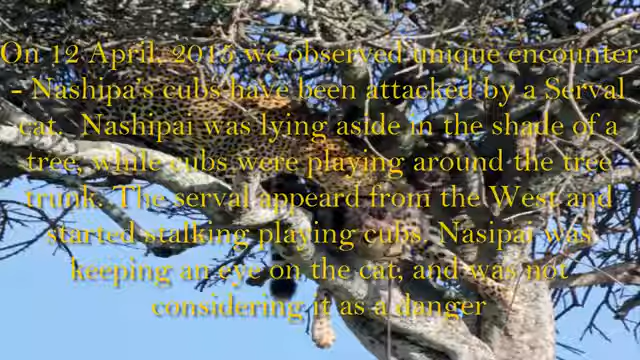 On 12 April, 2015 we observed unique encounter
- Nashipa's cubs have been attacked by a Serval
cat. Nashipai was lying aside in the shade of a
tree, while cubs were playing around the tree
trunk. The serval appeard from the West and
started stalking playing cubs. Nasipai was
keeping an eye on the cat, and was not
considering it as a danger